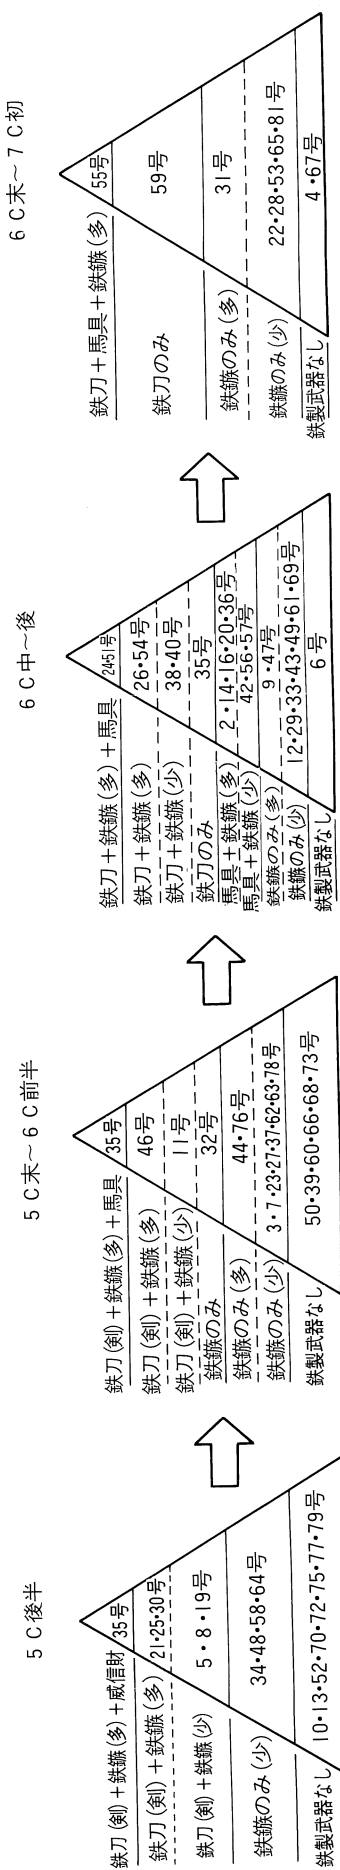 5C後半
鉄刀(剣)+鉄鏃(多)+威信財 35号
鉄刀(剣)+鉄鏃(多) 21・25・30号
鉄刀(剣)+鉄鏃(少) 5・8・19号
鉄鏃のみ(少) 34・48・58・64号
鉄製武器なし 10・13・52・70・72・75・77・79号
5C末~6C前半
鉄刀(剣)+鉄鏃(多)+馬具 35号
鉄刀(剣)+鉄鏃(多) 46号
鉄刀(剣)+鉄鏃(少) 11号
鉄鏃のみ 32号
鉄鏃のみ(多) 44・76号
鉄鏃のみ(少) 3・7・23・27・37・62・63・78号
鉄製武器なし 50・39・60・66・68・73号
6C中~後
鉄刀+鉄鏃(多)+馬具 24・51号
鉄刀+鉄鏃(多) 26・54号
鉄刀+鉄鏃(少) 38・40号
鉄刀のみ 35号
馬具+鉄鏃(多) 2・14・16・20・36号
馬具+鉄鏃(少) 42・56・57号
鉄鏃のみ(多) 9・47号
鉄鏃のみ(少) 12・29・33・43・49・61・69号
鉄製武器なし 6号
6C末~7C初
鉄刀+馬具+鉄鏃(多) 55号
鉄刀のみ 59号
鉄鏃のみ(多) 31号
鉄鏃のみ(少) 22・28・53・65・81号
鉄製武器なし 4・67号